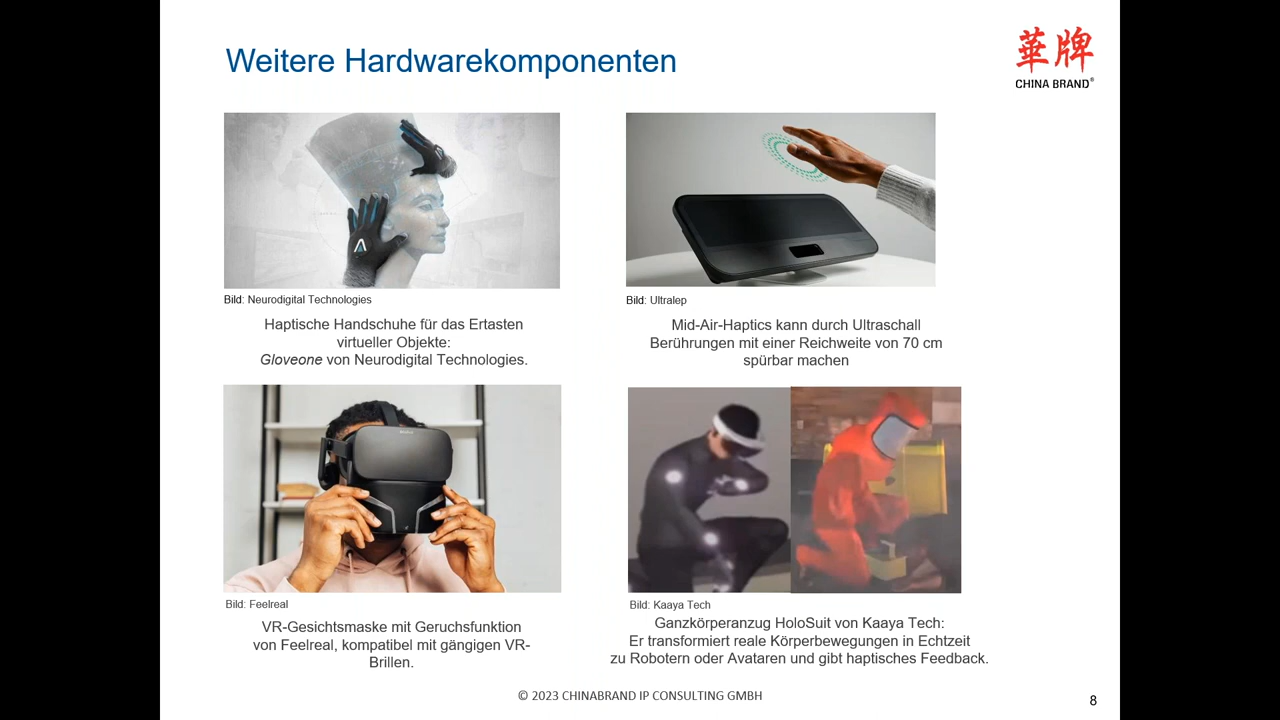 Weitere Hardwarekomponenten
華牌
CHINA BRAND®
Bild: Neurodigital Technologies
Haptische Handschuhe für das Ertasten
virtueller Objekte:
Gloveone von Neurodigital Technologies.
Bild: Ultralep
Mid-Air-Haptics kann durch Ultraschall
Berührungen mit einer Reichweite von 70 cm
spürbar machen
Bild: Feelreal
VR-Gesichtsmaske mit Geruchsfunktion
von Feelreal, kompatibel mit gängigen VR-
Brillen.
Bild: Kaaya Tech
Ganzkörperanzug HoloSuit von Kaaya Tech:
Er transformiert reale Körperbewegungen in Echtzeit
zu Robotern oder Avataren und gibt haptisches Feedback.
© 2023 CHINABRAND IP CONSULTING GMBH
8